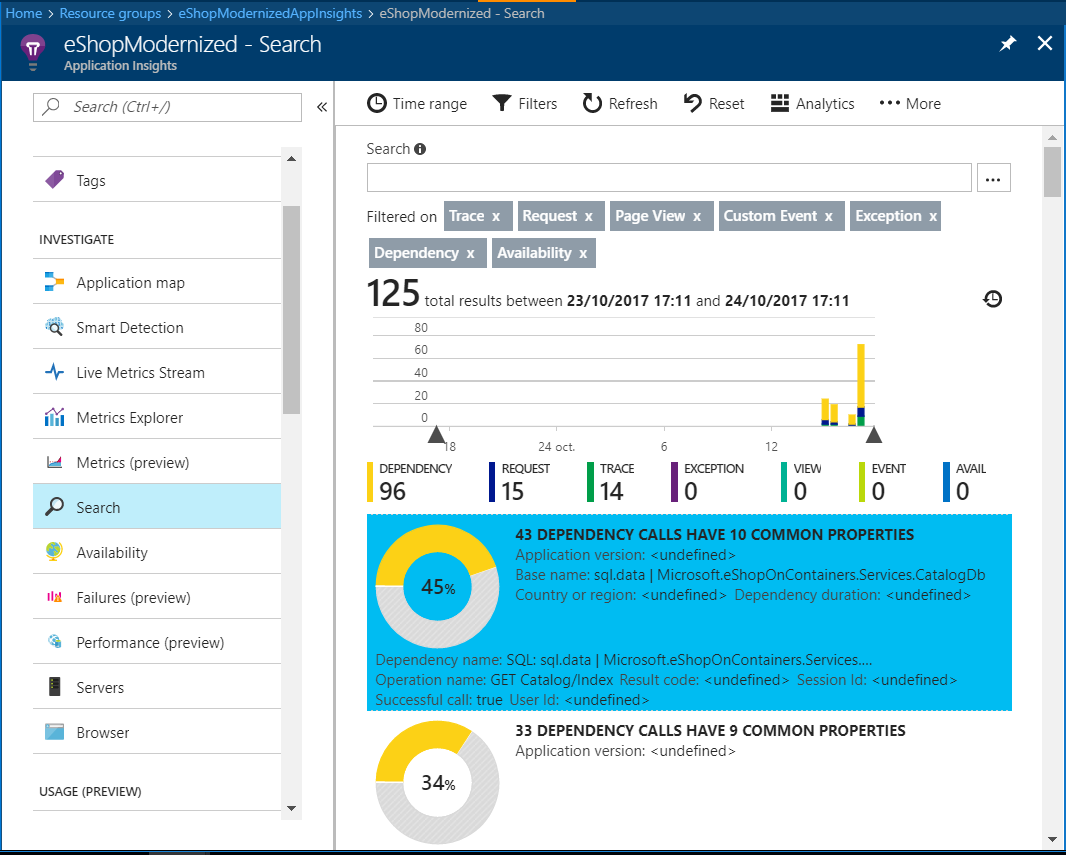 Home > Resource groups > eShopModernizedAppInsights > eShopModernized - Search
eShopModernized - Search
Application Insights
Search (Ctrl+/)
«
Tags
INVESTIGATE
Application map
Smart Detection
Live Metrics Stream
Metrics Explorer
Metrics (preview)
Search
Availability
Failures (preview)
Performance (preview)
Servers
Browser
USAGE (PREVIEW)
Time range Filters Refresh Reset Analytics ••• More
Search
...
Filtered on Trace x Request x Page View x Custom Event x Exception x
Dependency x Availability x
125 total results between 23/10/2017 17:11 and 24/10/2017 17:11
80
60
40
20
0
18 24 oct. 6 12
DEPENDENCY REQUEST TRACE EXCEPTION VIEW EVENT AVAIL
96 15 14 0 0 0 0
45%
43 DEPENDENCY CALLS HAVE 10 COMMON PROPERTIES
Application version: <undefined>
Base name: sql.data | Microsoft.eShopOnContainers.Services.CatalogDb
Country or region: <undefined> Dependency duration: <undefined>
Dependency name: SQL: sql.data | Microsoft.eShopOnContainers.Services....
Operation name: GET Catalog/Index Result code: <undefined> Session Id: <undefined>
Successful call: true User Id: <undefined>
34%
33 DEPENDENCY CALLS HAVE 9 COMMON PROPERTIES
Application version: <undefined>